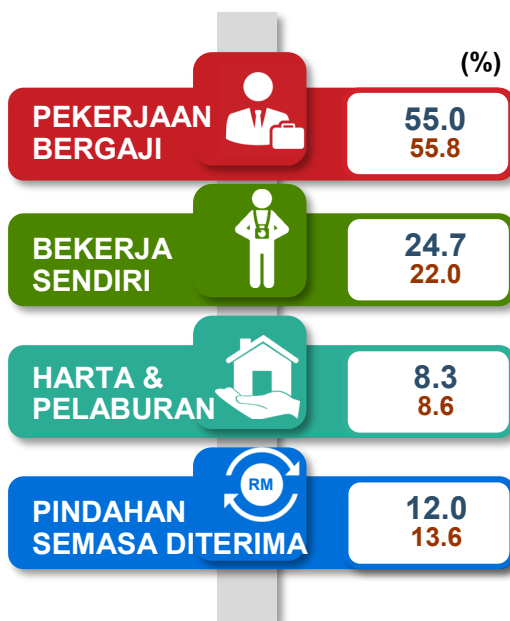 (%)
PEKERJAAN
BERGAJI
55.0
55.8
BEKERJA
SENDIRI
24.7
22.0
HARTA &
PELABURAN
8.3
8.6
RM
PINDAHAN
SEMASA DITERIMA
12.0
13.6